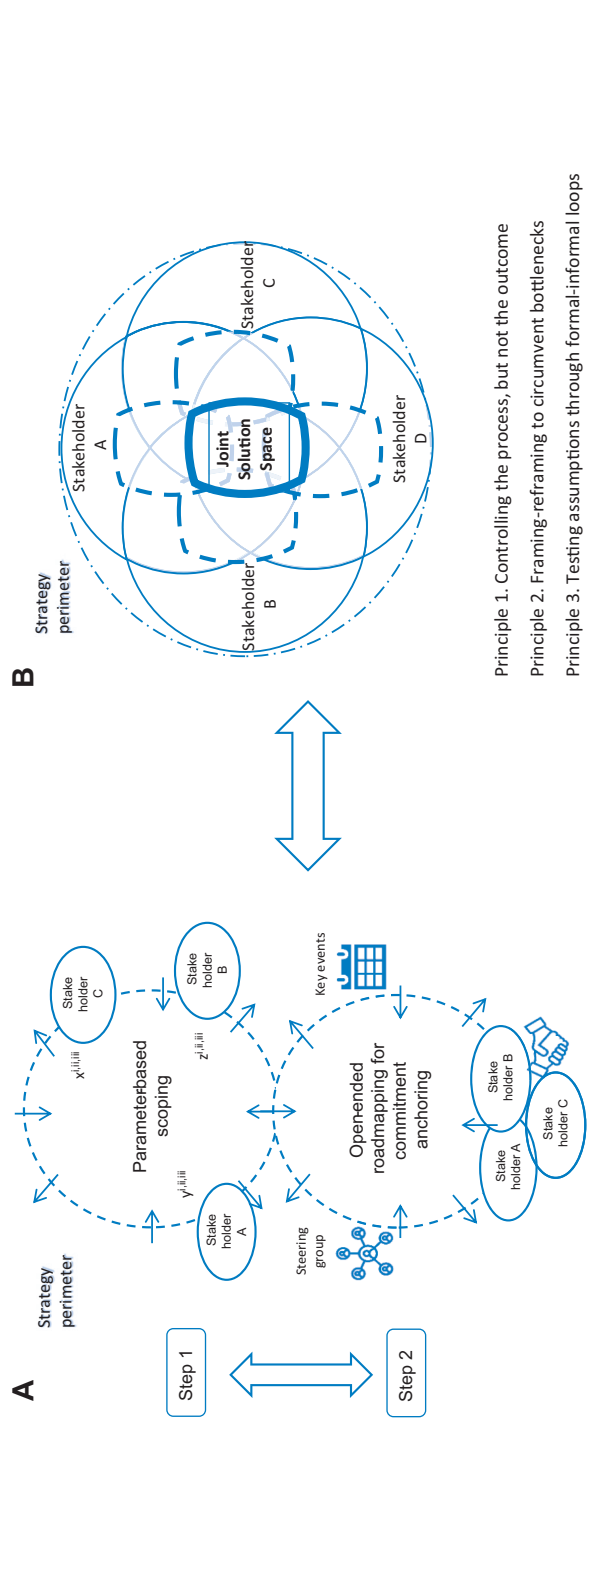 A
Strategy
perimeter
Step 1
Step 2
Parameterbased
scoping
Stake
holder
A
y^i,ii,iii
Stake
holder
B
z^i,ii,iii
Stake
holder
C
x^i,ii,iii
Steering
group
Open-ended
roadmapping for
commitment
anchoring
Key events
Stake
holder A
Stake
holder B
Stake
holder C
B
Strategy
perimeter
Stakeholder
A
Stakeholder
B
Joint
Solution
Space
Stakeholder
C
Stakeholder
D
Principle 1. Controlling the process, but not the outcome
Principle 2. Framing-reframing to circumvent bottlenecks
Principle 3. Testing assumptions through formal-informal loops